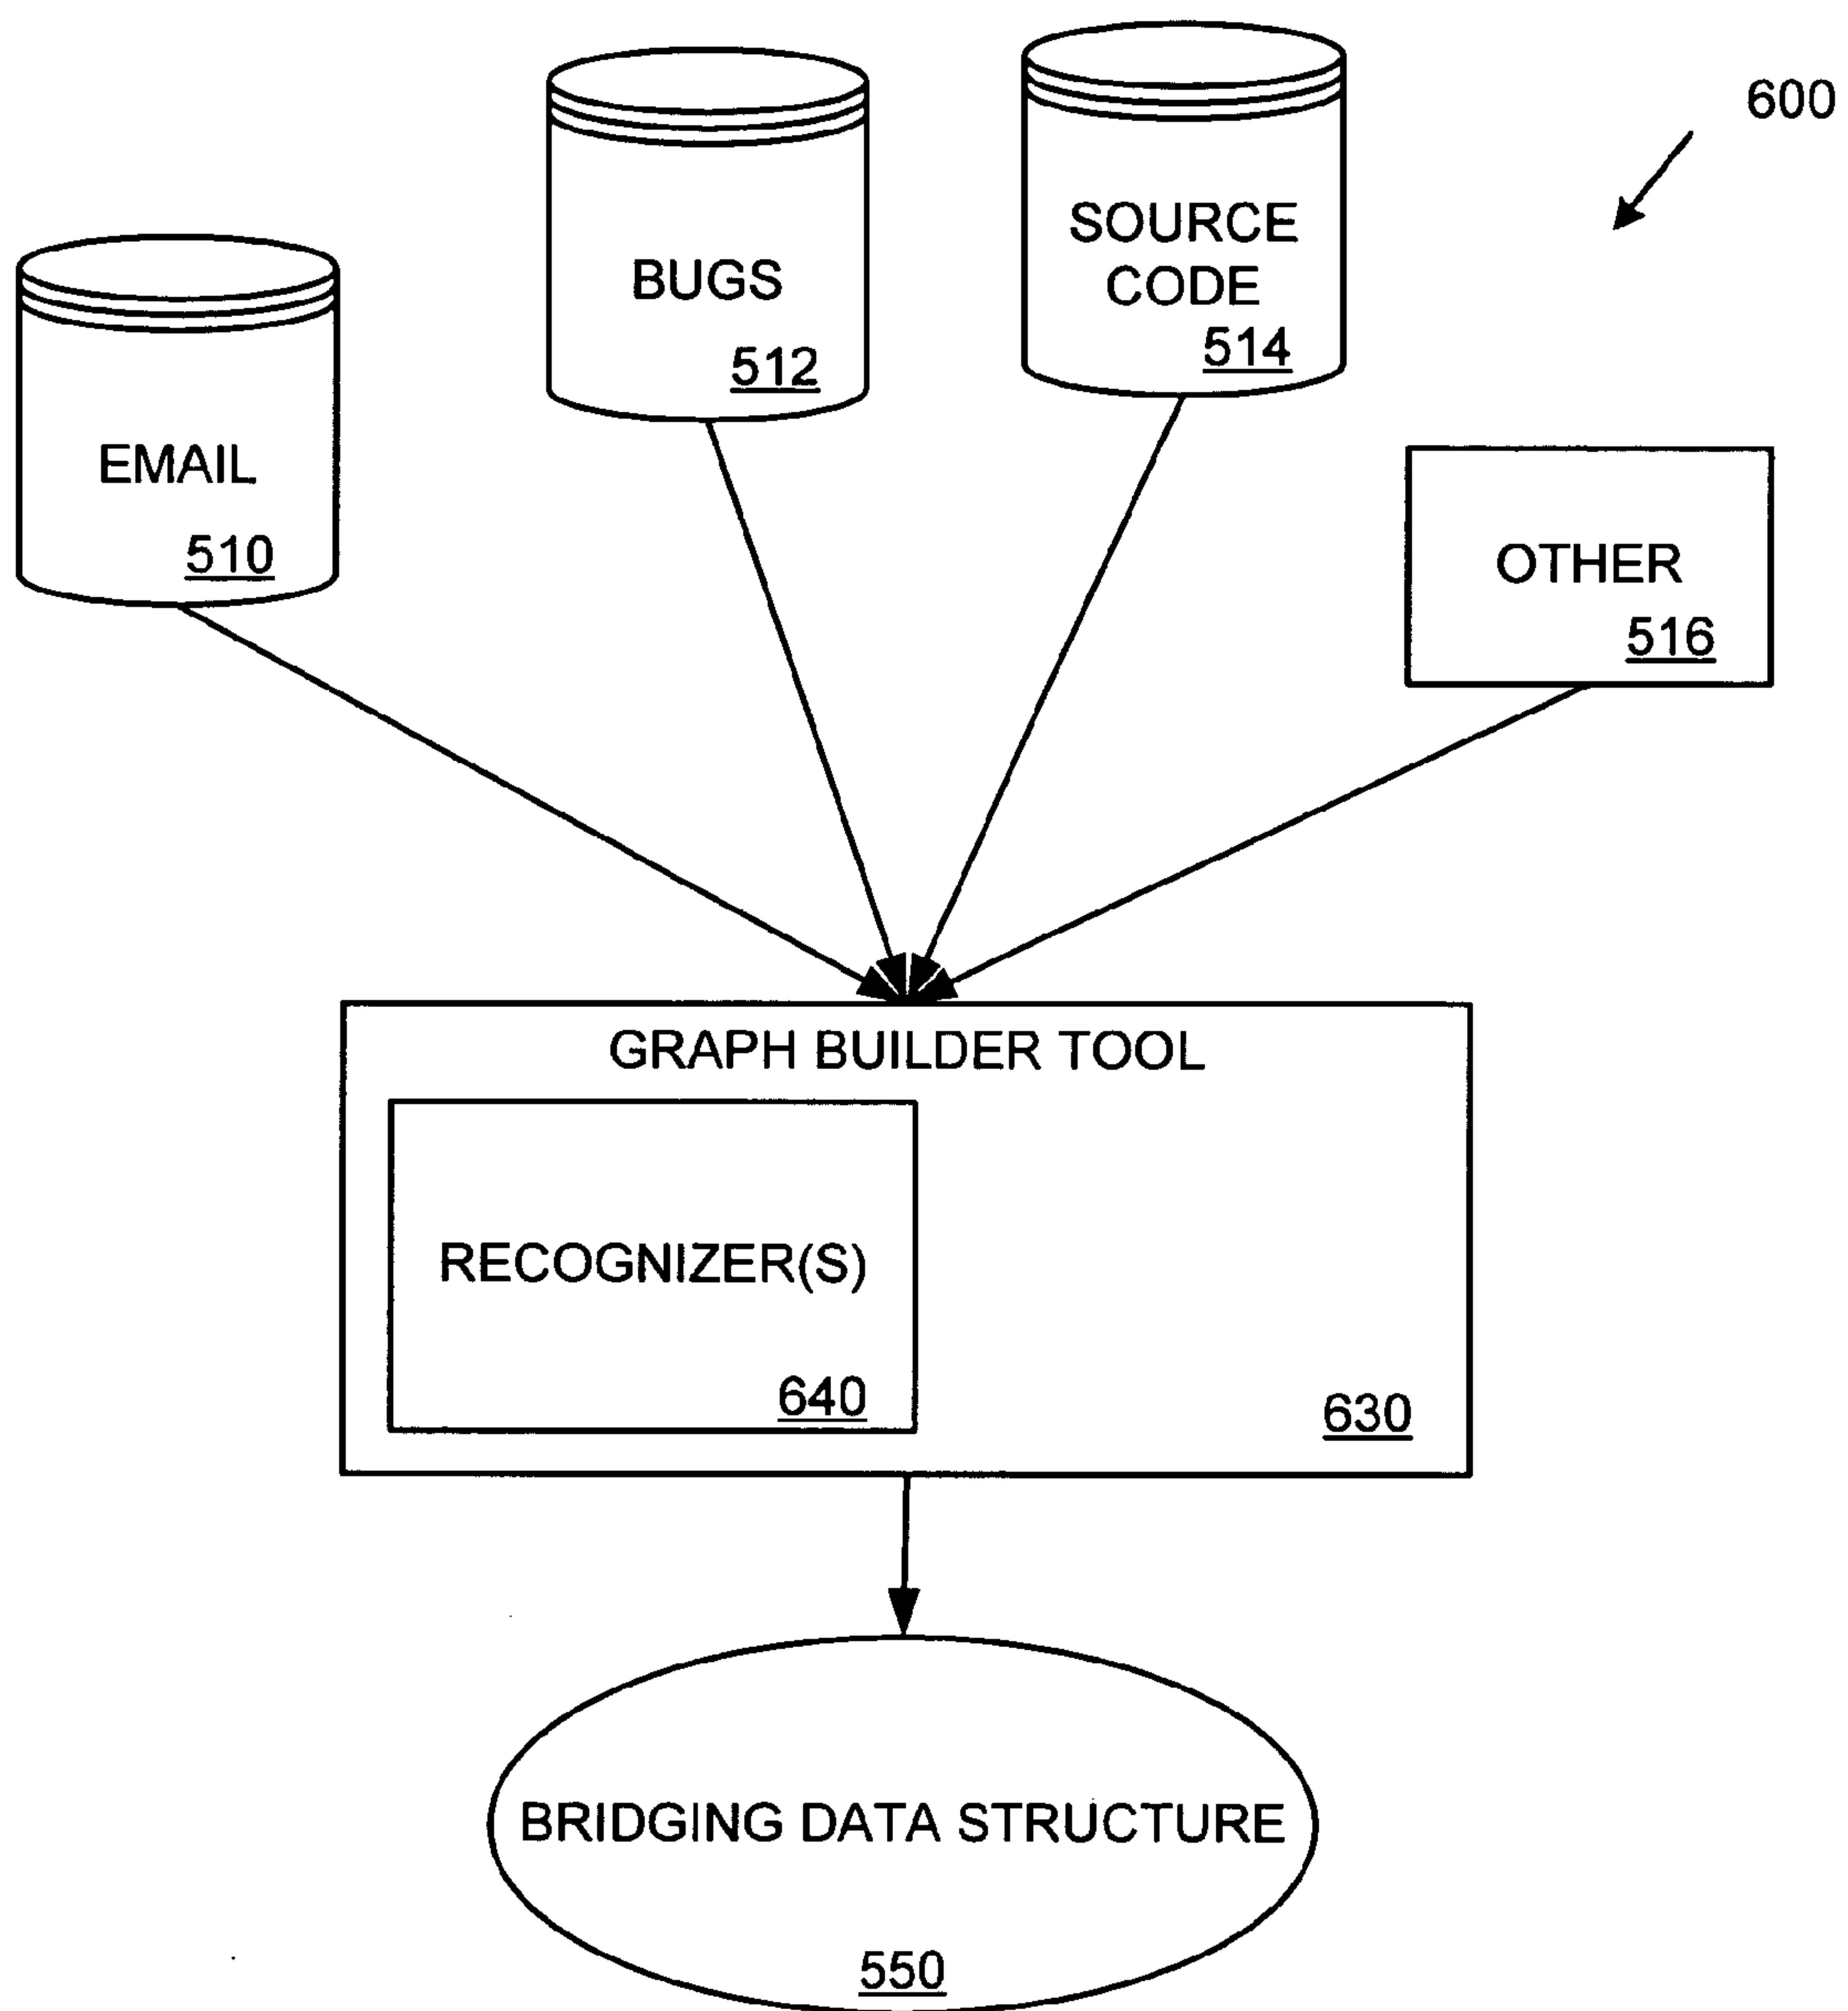 600
SOURCE
CODE
514
BUGS
512
EMAIL
510
OTHER
516
GRAPH BUILDER TOOL
RECOGNIZER(S)
640
630
BRIDGING DATA STRUCTURE
550